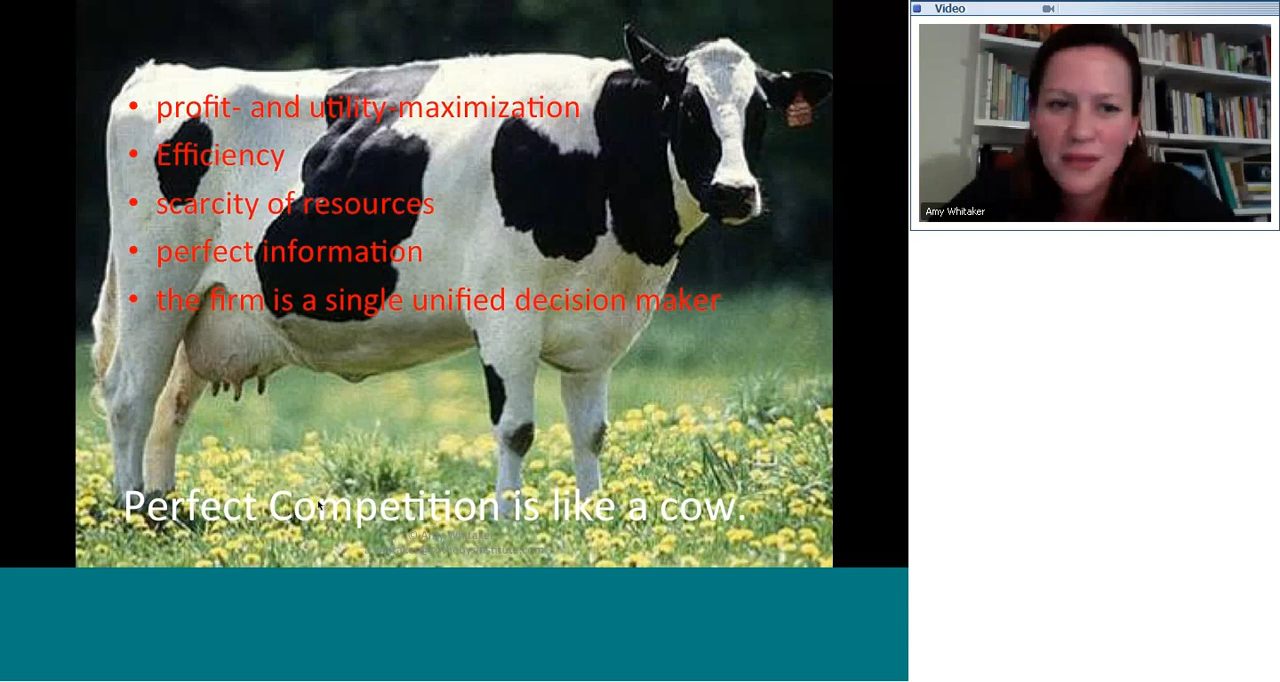 Video
• profit- and utility-maximization
• Efficiency
• scarcity of resources
• perfect information
• the firm is a single unified decision maker
Perfect Competition is like a cow.
Amy Whitaker